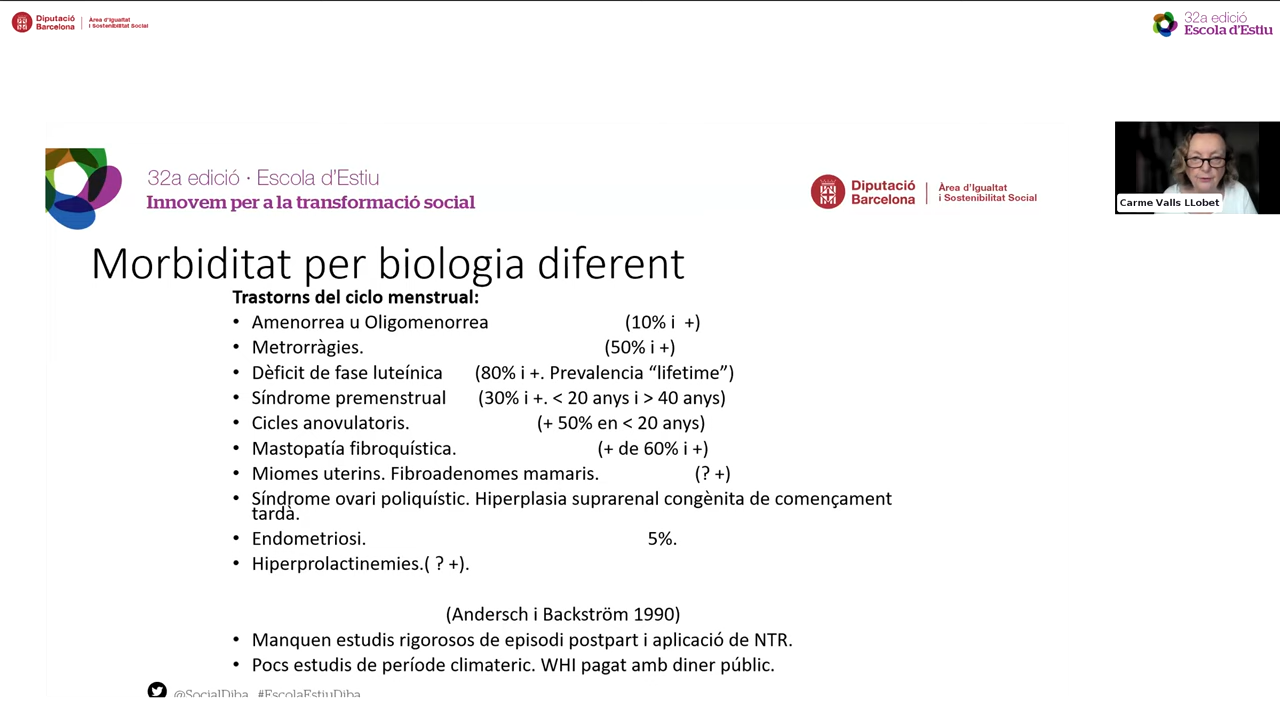 Diputació
Barcelona
Àrea d'Igualtat
i Sostenibilitat Social
32a edició
Escola d'Estiu
32a edició · Escola d'Estiu
Innovem per a la transformació social
Diputació
Barcelona
Àrea d'Igualtat
i Sostenibilitat Social
Carme Valls LLobet
Morbiditat per biologia diferent
Trastorns del ciclo menstrual:
• Amenorrea u Oligomenorrea (10% i +)
• Metrorràgies. (50% i +)
• Dèficit de fase luteínica (80% i +. Prevalencia “lifetime”)
• Síndrome premenstrual (30% i +. < 20 anys i > 40 anys)
• Cicles anovulatoris. (+ 50% en < 20 anys)
• Mastopatía fibroquística. (+ de 60% i +)
• Miomes uterins. Fibroadenomes mamaris. (? +)
• Síndrome ovari poliquístic. Hiperplasia suprarenal congènita de començament
tardà.
• Endometriosi. 5%.
• Hiperprolactinemies.( ? +).
(Andersch i Backström 1990)
• Manquen estudis rigorosos de episodi postpart i aplicació de NTR.
• Pocs estudis de període climateric. WHI pagat amb diner públic.
@SocialDiba #EscolaEstiuDiba